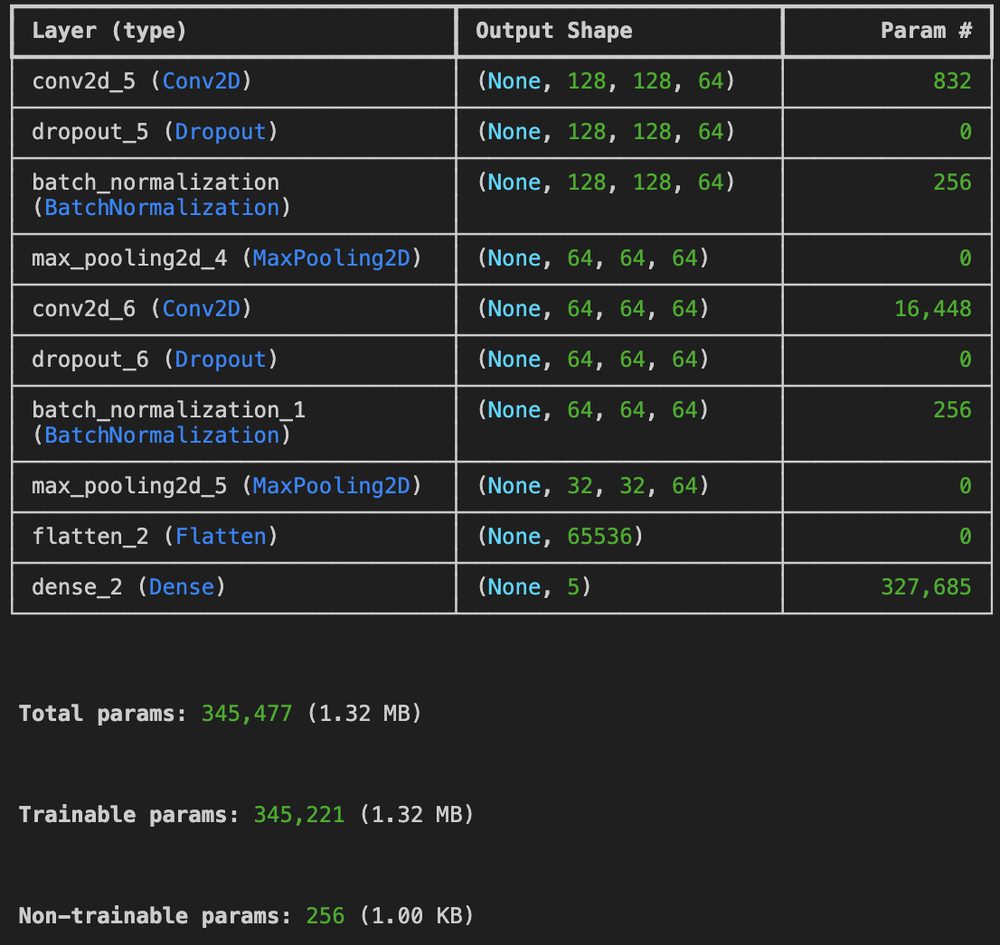 Layer (type) Output Shape Param #
conv2d_5 (Conv2D) (None, 128, 128, 64) 832
dropout_5 (Dropout) (None, 128, 128, 64) 0
batch_normalization (None, 128, 128, 64) 256
(BatchNormalization)
max_pooling2d_4 (MaxPooling2D) (None, 64, 64, 64) 0
conv2d_6 (Conv2D) (None, 64, 64, 64) 16,448
dropout_6 (Dropout) (None, 64, 64, 64) 0
batch_normalization_1 (None, 64, 64, 64) 256
(BatchNormalization)
max_pooling2d_5 (MaxPooling2D) (None, 32, 32, 64) 0
flatten_2 (Flatten) (None, 65536) 0
dense_2 (Dense) (None, 5) 327,685
Total params: 345,477 (1.32 MB)
Trainable params: 345,221 (1.32 MB)
Non-trainable params: 256 (1.00 KB)